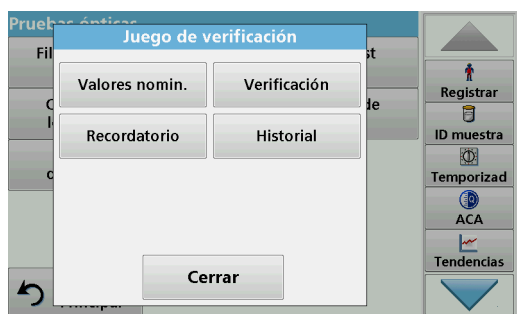 Pruebas ópticas
Juego de verificación
Valores nomin.
Verificación
Recordatorio
Historial
Cerrar
Registrar
ID muestra
Temporizad
ACA
Tendencias